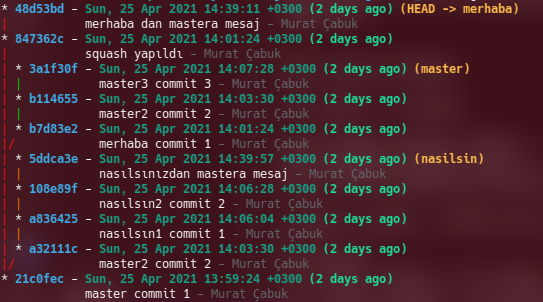 * 48d53bd - Sun, 25 Apr 2021 14:39:11 +0300 (2 days ago) (HEAD -> merhaba)
| merhaba dan mastera mesaj - Murat Çabuk
* 847362c - Sun, 25 Apr 2021 14:01:24 +0300 (2 days ago)
| squash yapıldı - Murat Çabuk
| * 3a1f30f - Sun, 25 Apr 2021 14:07:28 +0300 (2 days ago) (master)
| | master3 commit 3 - Murat Çabuk
| * b114655 - Sun, 25 Apr 2021 14:03:30 +0300 (2 days ago)
| | master2 commit 2 - Murat Çabuk
| * b7d83e2 - Sun, 25 Apr 2021 14:01:24 +0300 (2 days ago)
|/ merhaba commit 1 - Murat Çabuk
| * 5ddca3e - Sun, 25 Apr 2021 14:39:57 +0300 (2 days ago) (nasilsin)
| | nasılsınızdan mastera mesaj - Murat Çabuk
| * 108e89f - Sun, 25 Apr 2021 14:06:28 +0300 (2 days ago)
| | nasılsın2 commit 2 - Murat Çabuk
| * a836425 - Sun, 25 Apr 2021 14:06:04 +0300 (2 days ago)
| | nasılsın1 commit 1 - Murat Çabuk
| * a32111c - Sun, 25 Apr 2021 14:03:30 +0300 (2 days ago)
|/ master2 commit 2 - Murat Çabuk
* 21c0fec - Sun, 25 Apr 2021 13:59:24 +0300 (2 days ago)
master commit 1 - Murat Çabuk